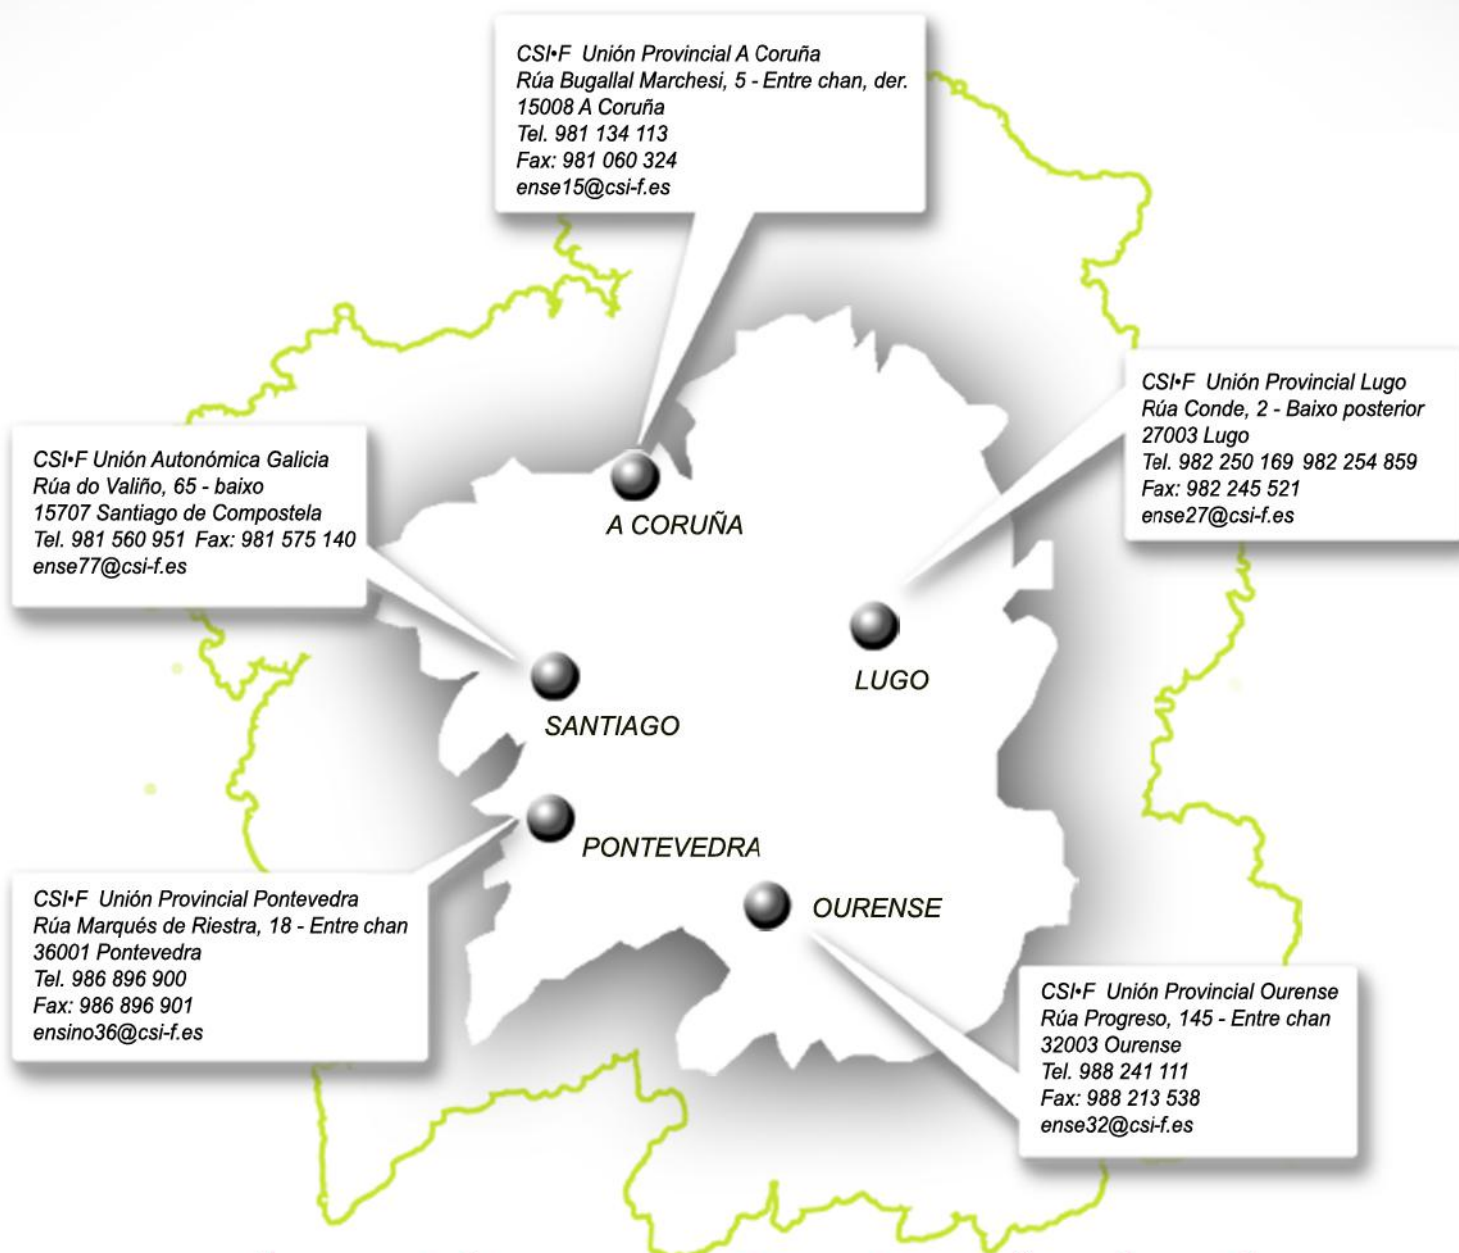 CSI•F Unión Provincial A Coruña
Rúa Bugallal Marchesi, 5 - Entre chan, der.
15008 A Coruña
Tel. 981 134 113
Fax: 981 060 324
ense15@csi-f.es
CSI•F Unión Provincial Lugo
Rúa Conde, 2 - Baixo posterior
27003 Lugo
Tel. 982 250 169 982 254 859
Fax: 982 245 521
ense27@csi-f.es
CSI•F Unión Autonómica Galicia
Rúa do Valiño, 65 - baixo
15707 Santiago de Compostela
Tel. 981 560 951 Fax: 981 575 140
ense77@csi-f.es
A CORUÑA
LUGO
SANTIAGO
PONTEVEDRA
OURENSE
CSI•F Unión Provincial Pontevedra
Rúa Marqués de Riestra, 18 - Entre chan
36001 Pontevedra
Tel. 986 896 900
Fax: 986 896 901
ensino36@csi-f.es
CSI•F Unión Provincial Ourense
Rúa Progreso, 145 - Entre chan
32003 Ourense
Tel. 988 241 111
Fax: 988 213 538
ense32@csi-f.es